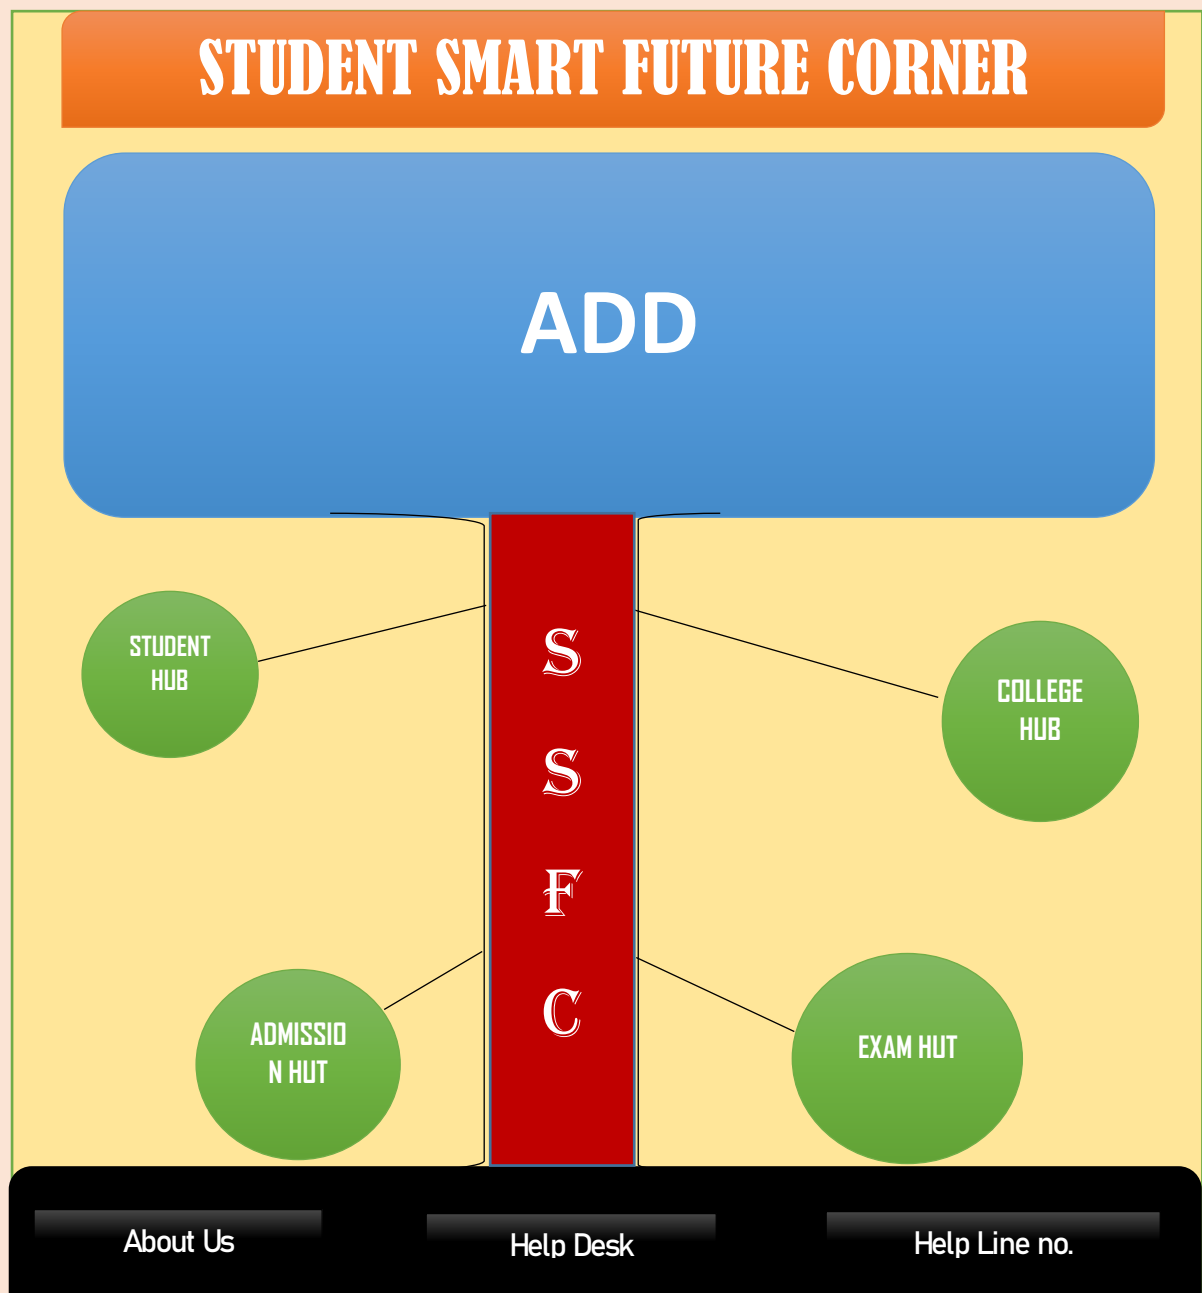 STUDENT SMART FUTURE CORNER
ADD
STUDENT
HUB
COLLEGE
HUB
S
S
F
C
ADMISSIO
N HUT
EXAM HUT
About Us
Help Desk
Help Line no.